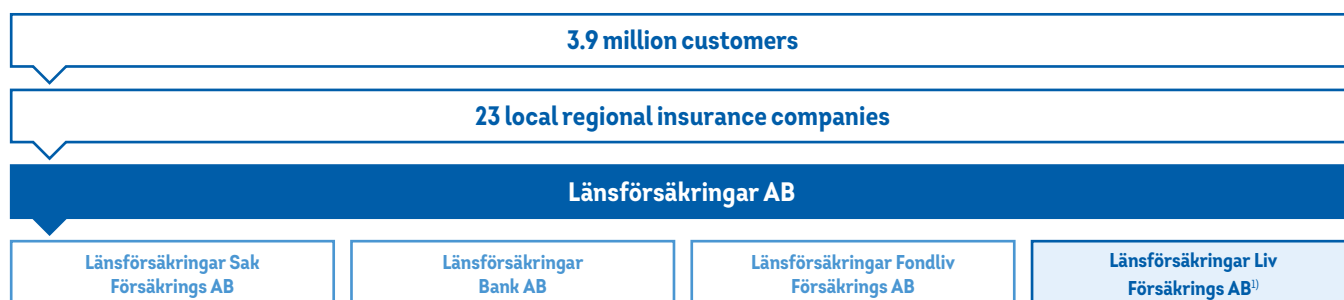 3.9 million customers
23 local regional insurance companies
Länsförsäkringar AB
Länsförsäkringar Sak
Försäkrings AB
Länsförsäkringar
Bank AB
Länsförsäkringar Fondliv
Försäkrings AB
Länsförsäkringar Liv
Försäkrings AB¹⁾